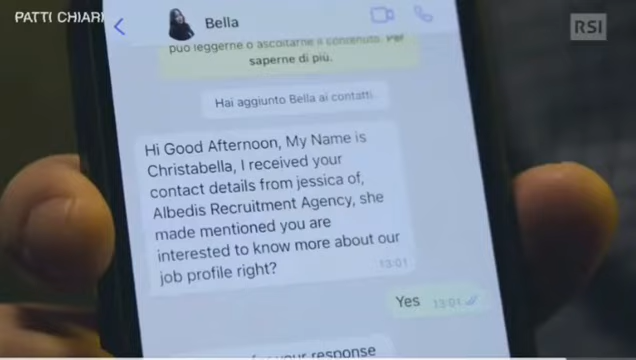 PATTI CHIARI
RSI
Bella
può leggerne o ascoltarne il contenuto. Per
saperne di più.
Hai aggiunto Bella ai contatti.
Hi Good Afternoon, My Name is
Christabella, I received your
contact details from jessica of,
Albedis Recruitment Agency, she
made mentioned you are
interested to know more about our
job profile right?
13:01
Yes 13:01
your response